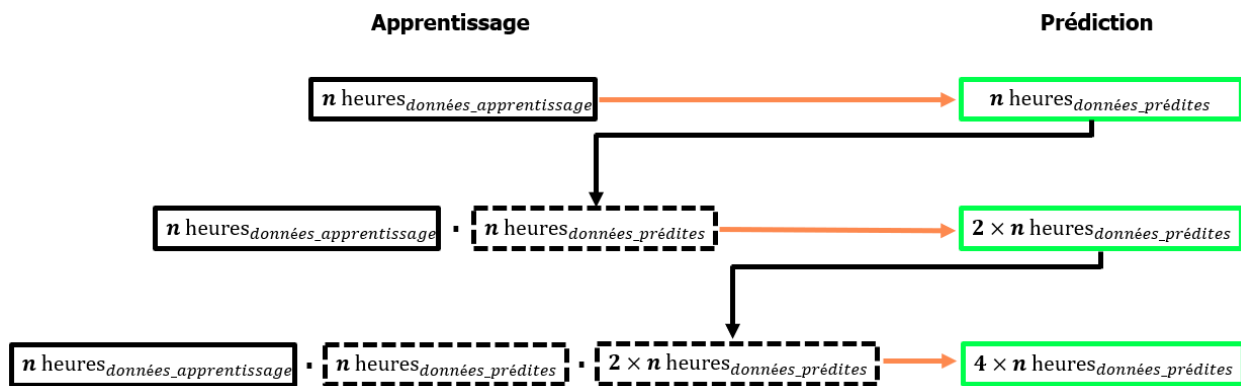 Apprentissage Prédiction
n heures_données_apprentissage n heures_données_prédites
n heures_données_apprentissage · n heures_données_prédites 2 × n heures_données_prédites
n heures_données_apprentissage · n heures_données_prédites · 2 × n heures_données_prédites 4 × n heures_données_prédites